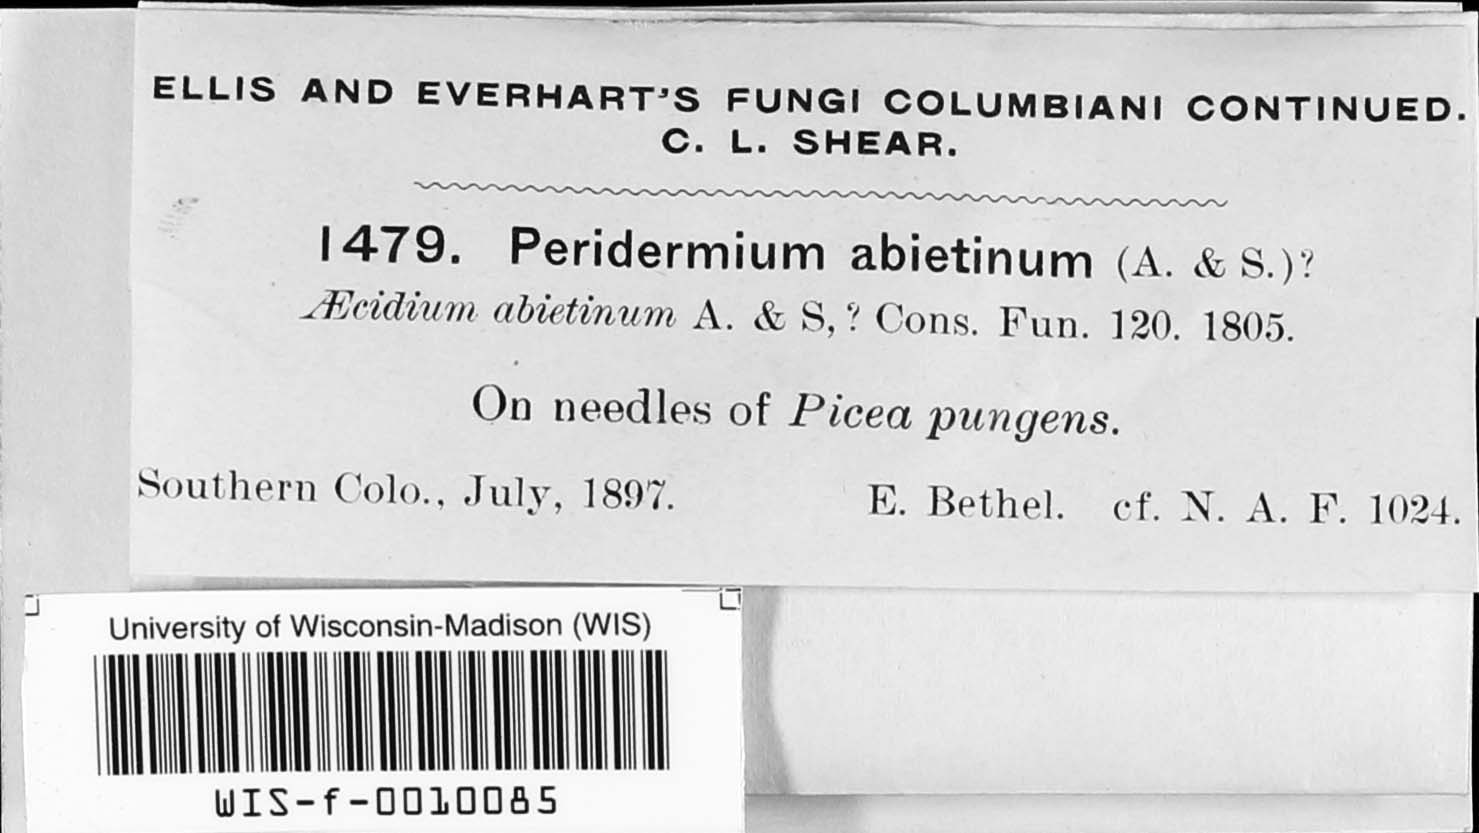 ELLIS AND EVERHART'S FUNGI COLUMBIANI CONTINUED.
C. L. SHEAR.
1479. Peridermium abietinum (A. & S.)?
Æcidium abietinum A. & S,? Cons. Fun. 120. 1805.
On needles of Picea pungens.
Southern Colo., July, 1897. E. Bethel. cf. N. A. F. 1024.
University of Wisconsin-Madison (WIS)
WIS-f-0010085